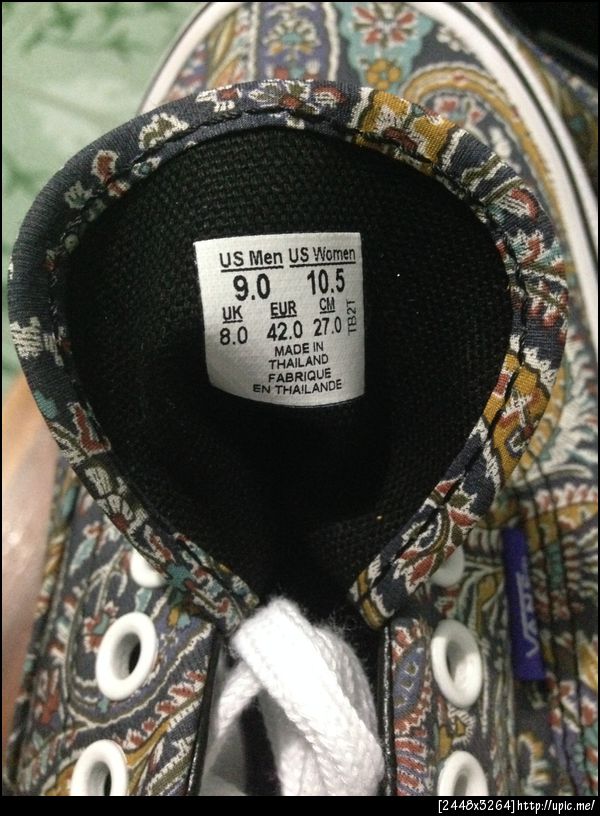 US Men US Women
9.0 10.5
UK EUR CM
8.0 42.0 27.0
TB2T
MADE IN
THAILAND
FABRIQUE
EN THAILANDE
VANS
[2448x3264]http://upic.me/